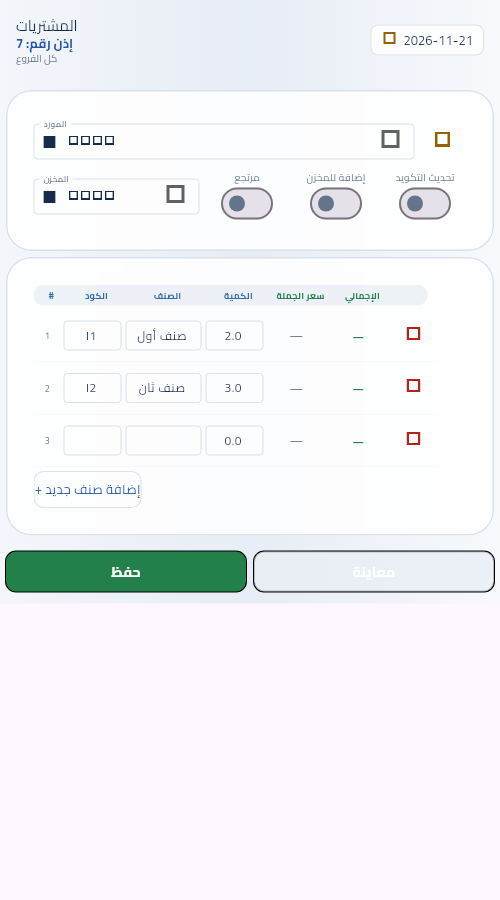 المشتريات
إذن رقم: 7
كل الفروع
2026-11-21
المورد
المخزن
مرتجع
إضافة للمخزن
تحديث التكويد
# الكود الصنف الكمية سعر الجملة الإجمالي
1 I1 صنف أول 2.0 — —
2 I2 صنف ثان 3.0 — —
3 0.0 — —
إضافة صنف جديد +
حفظ
معاينة